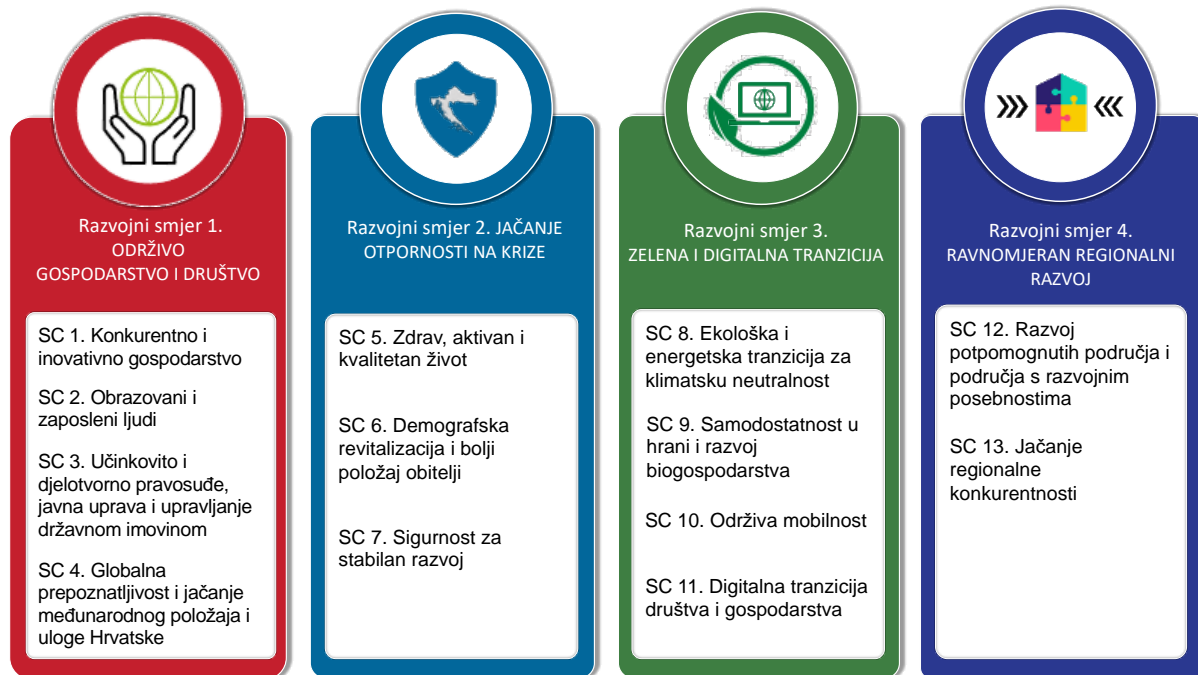 Razvojni smjer 1.
ODRŽIVO
GOSPODARSTVO I DRUŠTVO
SC 1. Konkurentno i
inovativno gospodarstvo
SC 2. Obrazovani i
zaposleni ljudi
SC 3. Učinkovito i
djelotvorno pravosuđe,
javna uprava i upravljanje
državnom imovinom
SC 4. Globalna
prepoznatljivost i jačanje
međunarodnog položaja i
uloge Hrvatske
Razvojni smjer 2. JAČANJE
OTPORNOSTI NA KRIZE
SC 5. Zdrav, aktivan i
kvalitetan život
SC 6. Demografska
revitalizacija i bolji
položaj obitelji
SC 7. Sigurnost za
stabilan razvoj
Razvojni smjer 3.
ZELENA I DIGITALNA TRANZICIJA
SC 8. Ekološka i
energetska tranzicija za
klimatsku neutralnost
SC 9. Samodostatnost u
hrani i razvoj
biogospodarstva
SC 10. Održiva mobilnost
SC 11. Digitalna tranzicija
društva i gospodarstva
Razvojni smjer 4.
RAVNOMJERAN REGIONALNI
RAZVOJ
SC 12. Razvoj
potpomognutih područja i
područja s razvojnim
posebnostima
SC 13. Jačanje
regionalne
konkurentnosti